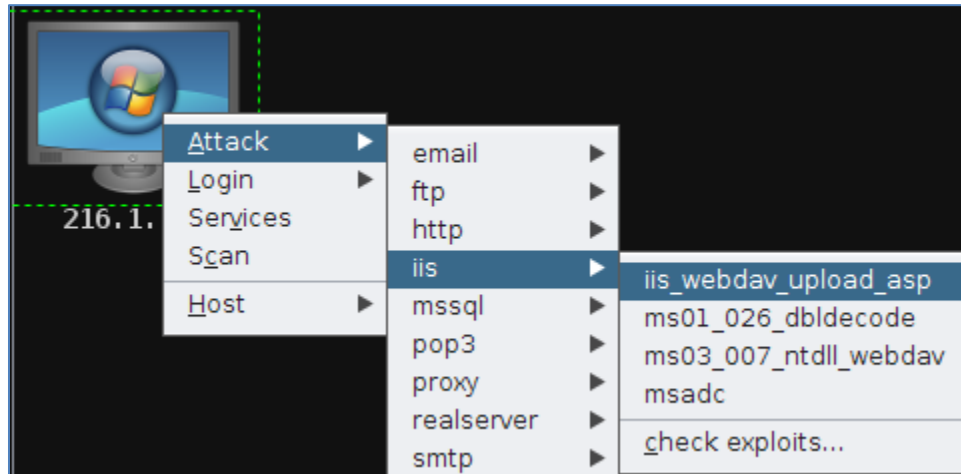 216.1.
Attack
Login
Services
Scan
Host
email
ftp
http
iis
mssql
pop3
proxy
realserver
smtp
iis_webdav_upload_asp
ms01_026_dbldecode
ms03_007_ntdll_webdav
msadc
check exploits...